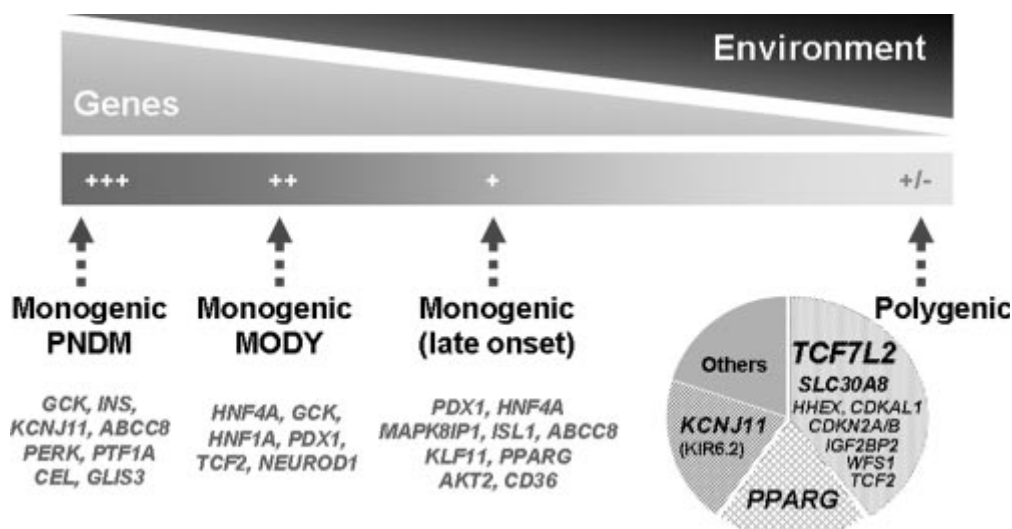 Environment
Genes
+++
++
+
+/-
Monogenic
PNDM
GCK, INS,
KCNJ11, ABCC8
PERK, PTF1A
CEL, GLIS3
Monogenic
MODY
HNF4A, GCK,
HNF1A, PDX1,
TCF2, NEUROD1
Monogenic
(late onset)
PDX1, HNF4A
MAPK8IP1, ISL1, ABCC8
KLF11, PPARG
AKT2, CD36
Polygenic
Others
TCF7L2
SLC30A8
HHEX, CDKAL1
CDKN2A/B
IGF2BP2
WFS1
TCF2
KCNJ11
(KIR6.2)
PPARG